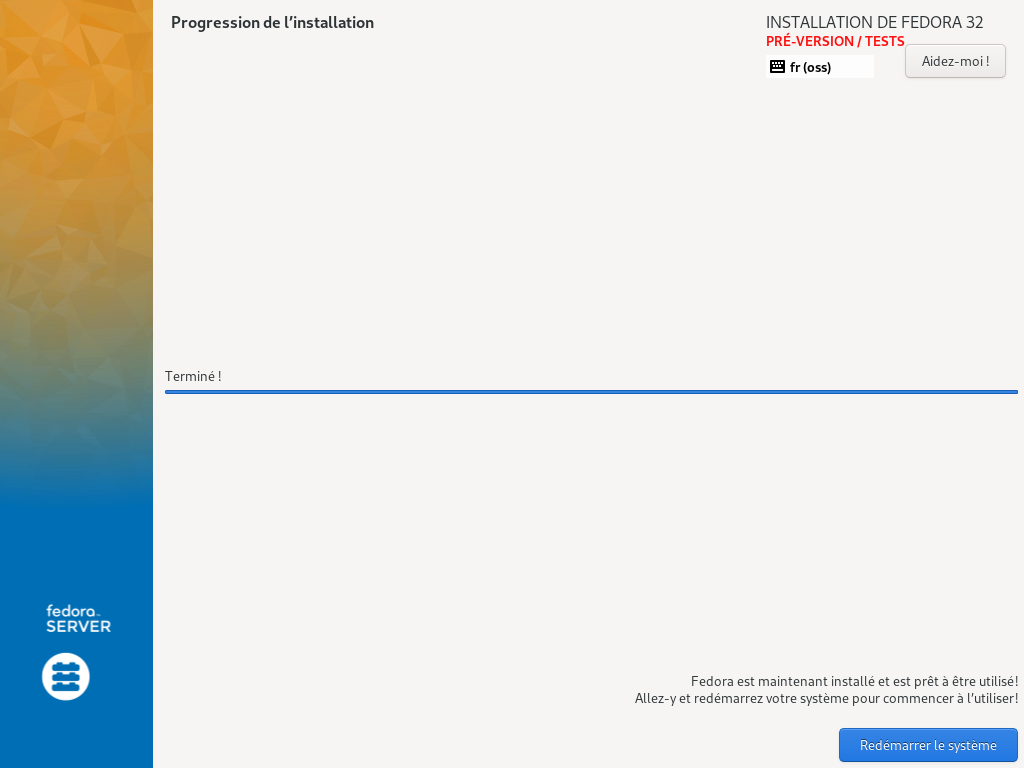 Progression de l’installation
INSTALLATION DE FEDORA 32
PRÉ-VERSION / TESTS
fr (oss)
Aidez-moi !
Terminé !
fedora™
SERVER
Fedora est maintenant installé et est prêt à être utilisé !
Allez-y et redémarrez votre système pour commencer à l’utiliser !
Redémarrer le système